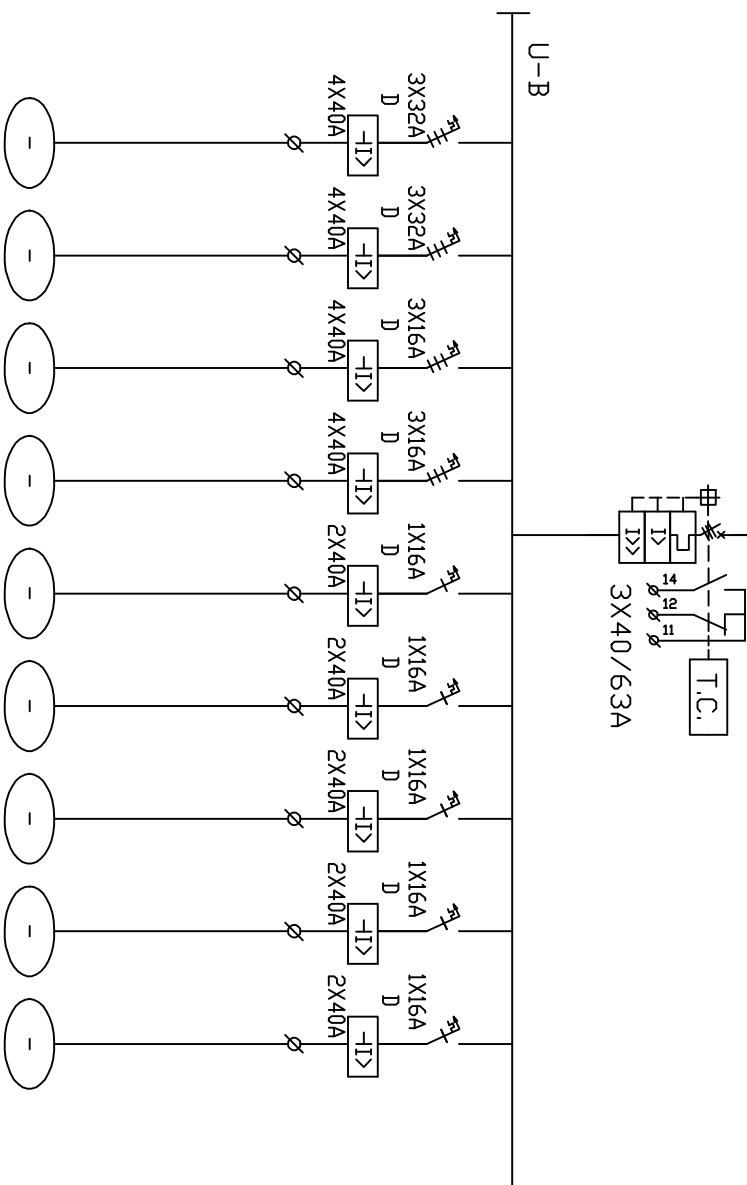 U-B
14
12
11
T.C.
3X40/63A
3X32A
D
4X40A
I>
3X32A
D
4X40A
I>
3X16A
D
4X40A
I>
3X16A
D
4X40A
I>
1X16A
D
2X40A
I>
1X16A
D
2X40A
I>
1X16A
D
2X40A
I>
1X16A
D
2X40A
I>
1X16A
D
2X40A
I>
I>
I>>
-
-
-
-
-
-
-
-
-